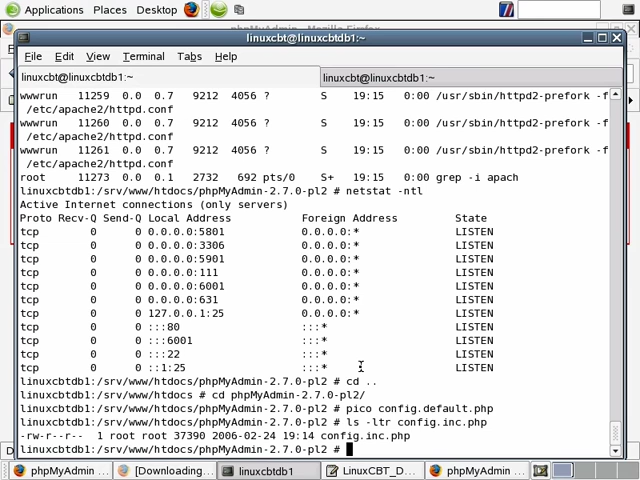 Applications Places Desktop
phpMyAdmin - Mozilla Firefox
linuxcbt@linuxcbtdb1:~
File Edit View Terminal Tabs Help
linuxcbt@linuxcbtdb1:~ linuxcbt@linuxcbtdb1:~
wwwrun 11259 0.0 0.7 9212 4056 ? S 19:15 0:00 /usr/sbin/httpd2-prefork -f
/etc/apache2/httpd.conf
wwwrun 11260 0.0 0.7 9212 4056 ? S 19:15 0:00 /usr/sbin/httpd2-prefork -f
/etc/apache2/httpd.conf
wwwrun 11261 0.0 0.7 9212 4056 ? S 19:15 0:00 /usr/sbin/httpd2-prefork -f
/etc/apache2/httpd.conf
root 11273 0.0 0.1 2732 692 pts/0 S+ 19:15 0:00 grep -i apach
linuxcbtdb1:/srv/www/htdocs/phpMyAdmin-2.7.0-pl2 # netstat -ntl
Active Internet connections (only servers)
Proto Recv-Q Send-Q Local Address Foreign Address State
tcp 0 0 0.0.0.0:5801 0.0.0.0:* LISTEN
tcp 0 0 0.0.0.0:3306 0.0.0.0:* LISTEN
tcp 0 0 0.0.0.0:5901 0.0.0.0:* LISTEN
tcp 0 0 0.0.0.0:111 0.0.0.0:* LISTEN
tcp 0 0 0.0.0.0:6001 0.0.0.0:* LISTEN
tcp 0 0 0.0.0.0:631 0.0.0.0:* LISTEN
tcp 0 0 127.0.0.1:25 0.0.0.0:* LISTEN
tcp 0 0 :::80 :::* LISTEN
tcp 0 0 :::6001 :::* LISTEN
tcp 0 0 :::22 :::* LISTEN
tcp 0 0 ::1:25 :::* LISTEN
linuxcbtdb1:/srv/www/htdocs/phpMyAdmin-2.7.0-pl2 # cd ..
linuxcbtdb1:/srv/www/htdocs # cd phpMyAdmin-2.7.0-pl2/
linuxcbtdb1:/srv/www/htdocs/phpMyAdmin-2.7.0-pl2 # pico config.default.php
linuxcbtdb1:/srv/www/htdocs/phpMyAdmin-2.7.0-pl2 # ls -ltr config.inc.php
-rw-r--r-- 1 root root 37390 2006-02-24 19:14 config.inc.php
linuxcbtdb1:/srv/www/htdocs/phpMyAdmin-2.7.0-pl2 #
phpMyAdmin ... [Downloading... linuxcbtdb1 LinuxCBT_D... phpMyAdmin ...